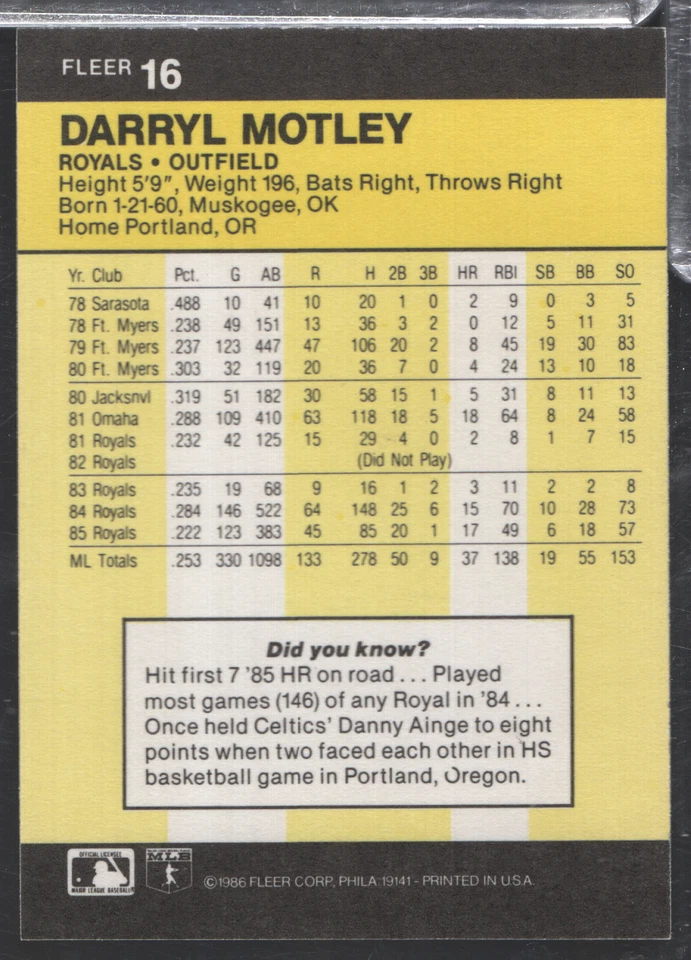 FLEER 16
DARRYL MOTLEY
ROYALS • OUTFIELD
Height 5'9", Weight 196, Bats Right, Throws Right
Born 1-21-60, Muskogee, OK
Home Portland, OR
Yr. Club Pct. G AB R H 2B 3B HR RBI SB BB SO
78 Sarasota .488 10 41 10 20 1 0 2 9 0 3 5
78 Ft. Myers .238 49 151 13 36 3 2 0 12 5 11 31
79 Ft. Myers .237 123 447 47 106 20 2 8 45 19 30 83
80 Ft. Myers .303 32 119 20 36 7 0 4 24 13 10 18
80 Jacksnvl .319 51 182 30 58 15 1 5 31 8 11 13
81 Omaha .288 109 410 63 118 18 5 18 64 8 24 58
81 Royals .232 42 125 15 29 4 0 2 8 1 7 15
82 Royals (Did Not Play)
83 Royals .235 19 68 9 16 1 2 3 11 2 2 8
84 Royals .284 146 522 64 148 25 6 15 70 10 28 73
85 Royals .222 123 383 45 85 20 1 17 49 6 18 57
ML Totals .253 330 1098 133 278 50 9 37 138 19 55 153
Did you know?
Hit first 7 '85 HR on road . . . Played
most games (146) of any Royal in '84 . . .
Once held Celtics' Danny Ainge to eight
points when two faced each other in HS
basketball game in Portland, Oregon.
OFFICIAL LICENSEE
MAJOR LEAGUE BASEBALL
MLB
©1986 FLEER CORP., PHILA. 19141 - PRINTED IN U.S.A.